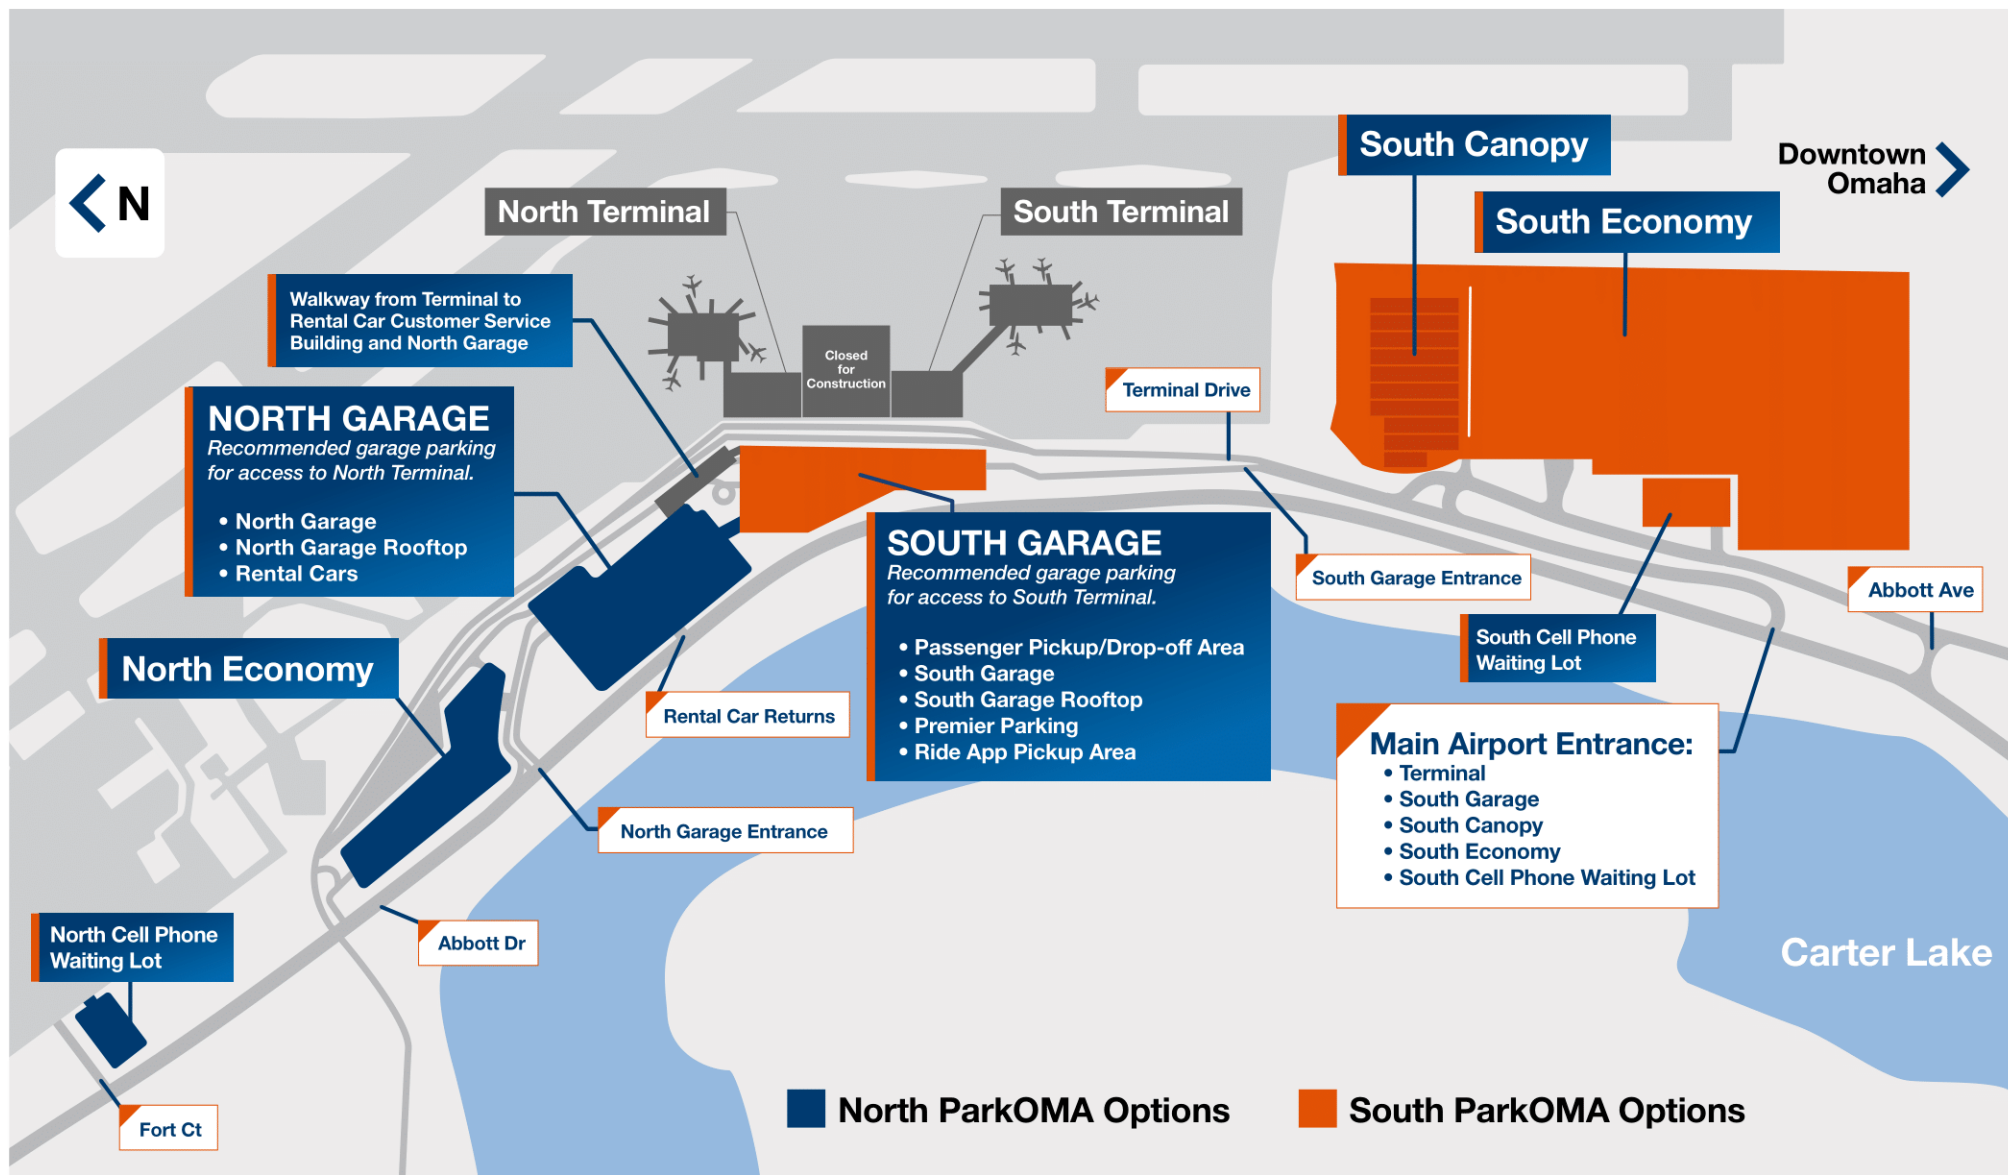 N
North Terminal
South Terminal
South Canopy
Downtown
Omaha
South Economy
Walkway from Terminal to
Rental Car Customer Service
Building and North Garage
Closed
for
Construction
Terminal Drive
NORTH GARAGE
Recommended garage parking
for access to North Terminal.
• North Garage
• North Garage Rooftop
• Rental Cars
SOUTH GARAGE
Recommended garage parking
for access to South Terminal.
• Passenger Pickup/Drop-off Area
• South Garage
• South Garage Rooftop
• Premier Parking
• Ride App Pickup Area
South Garage Entrance
Abbott Ave
South Cell Phone
Waiting Lot
North Economy
Rental Car Returns
Main Airport Entrance:
• Terminal
• South Garage
• South Canopy
• South Economy
• South Cell Phone Waiting Lot
North Garage Entrance
North Cell Phone
Waiting Lot
Abbott Dr
Carter Lake
Fort Ct
North ParkOMA Options
South ParkOMA Options